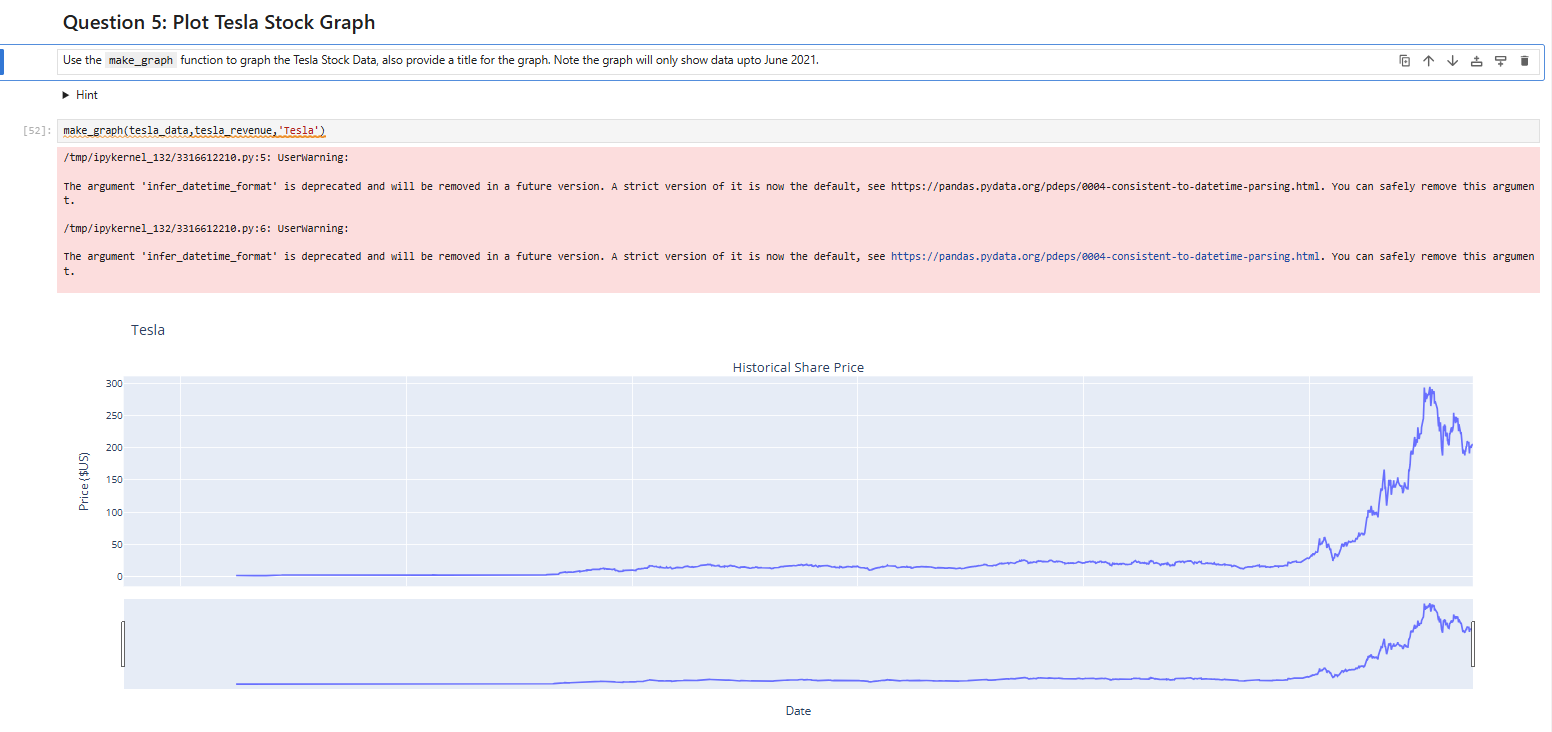 Question 5: Plot Tesla Stock Graph
Use the make_graph function to graph the Tesla Stock Data, also provide a title for the graph. Note the graph will only show data upto June 2021.
Hint
[52]: make_graph(tesla_data,tesla_revenue,'Tesla')
/tmp/ipykernel_132/3316612210.py:5: UserWarning:
The argument 'infer_datetime_format' is deprecated and will be removed in a future version. A strict version of it is now the default, see https://pandas.pydata.org/pdeps/0004-consistent-to-datetime-parsing.html. You can safely remove this argumen
t.
/tmp/ipykernel_132/3316612210.py:6: UserWarning:
The argument 'infer_datetime_format' is deprecated and will be removed in a future version. A strict version of it is now the default, see https://pandas.pydata.org/pdeps/0004-consistent-to-datetime-parsing.html. You can safely remove this argumen
t.
Tesla
Historical Share Price
300
250
200
150
100
50
0
Price ($US)
Date